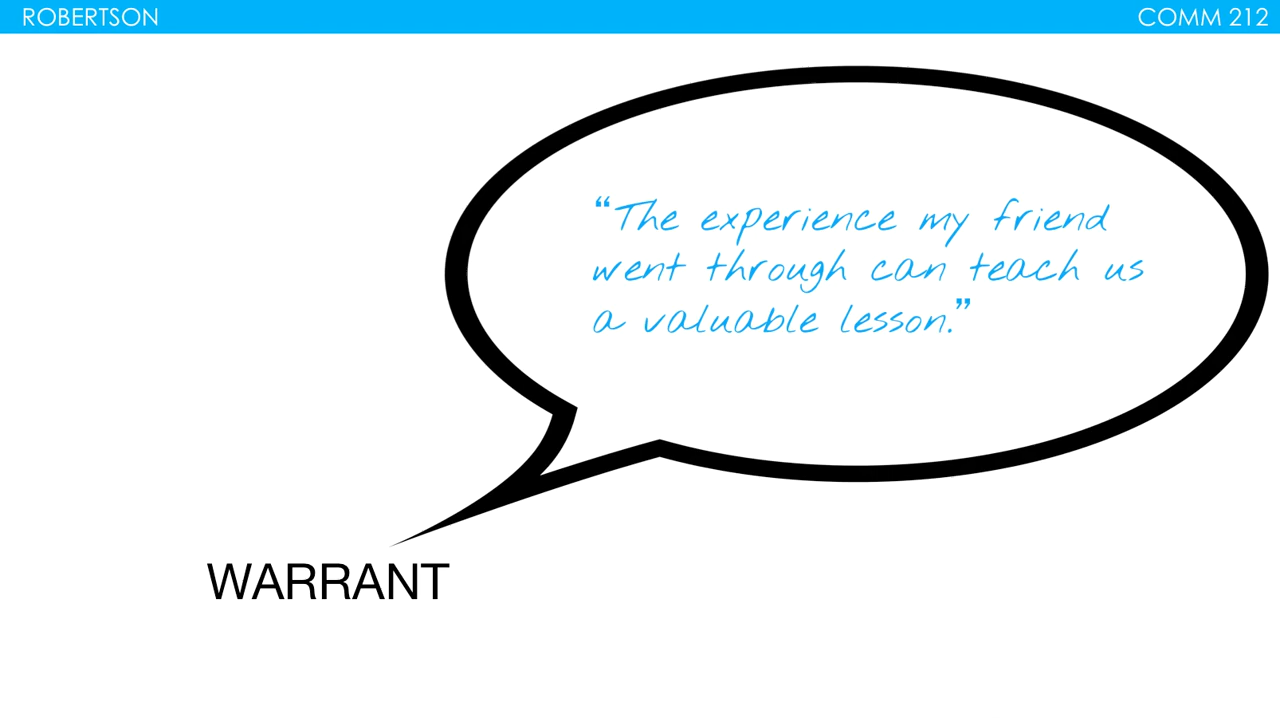 ROBERTSON
COMM 212
“The experience my friend
went through can teach us
a valuable lesson.”
WARRANT